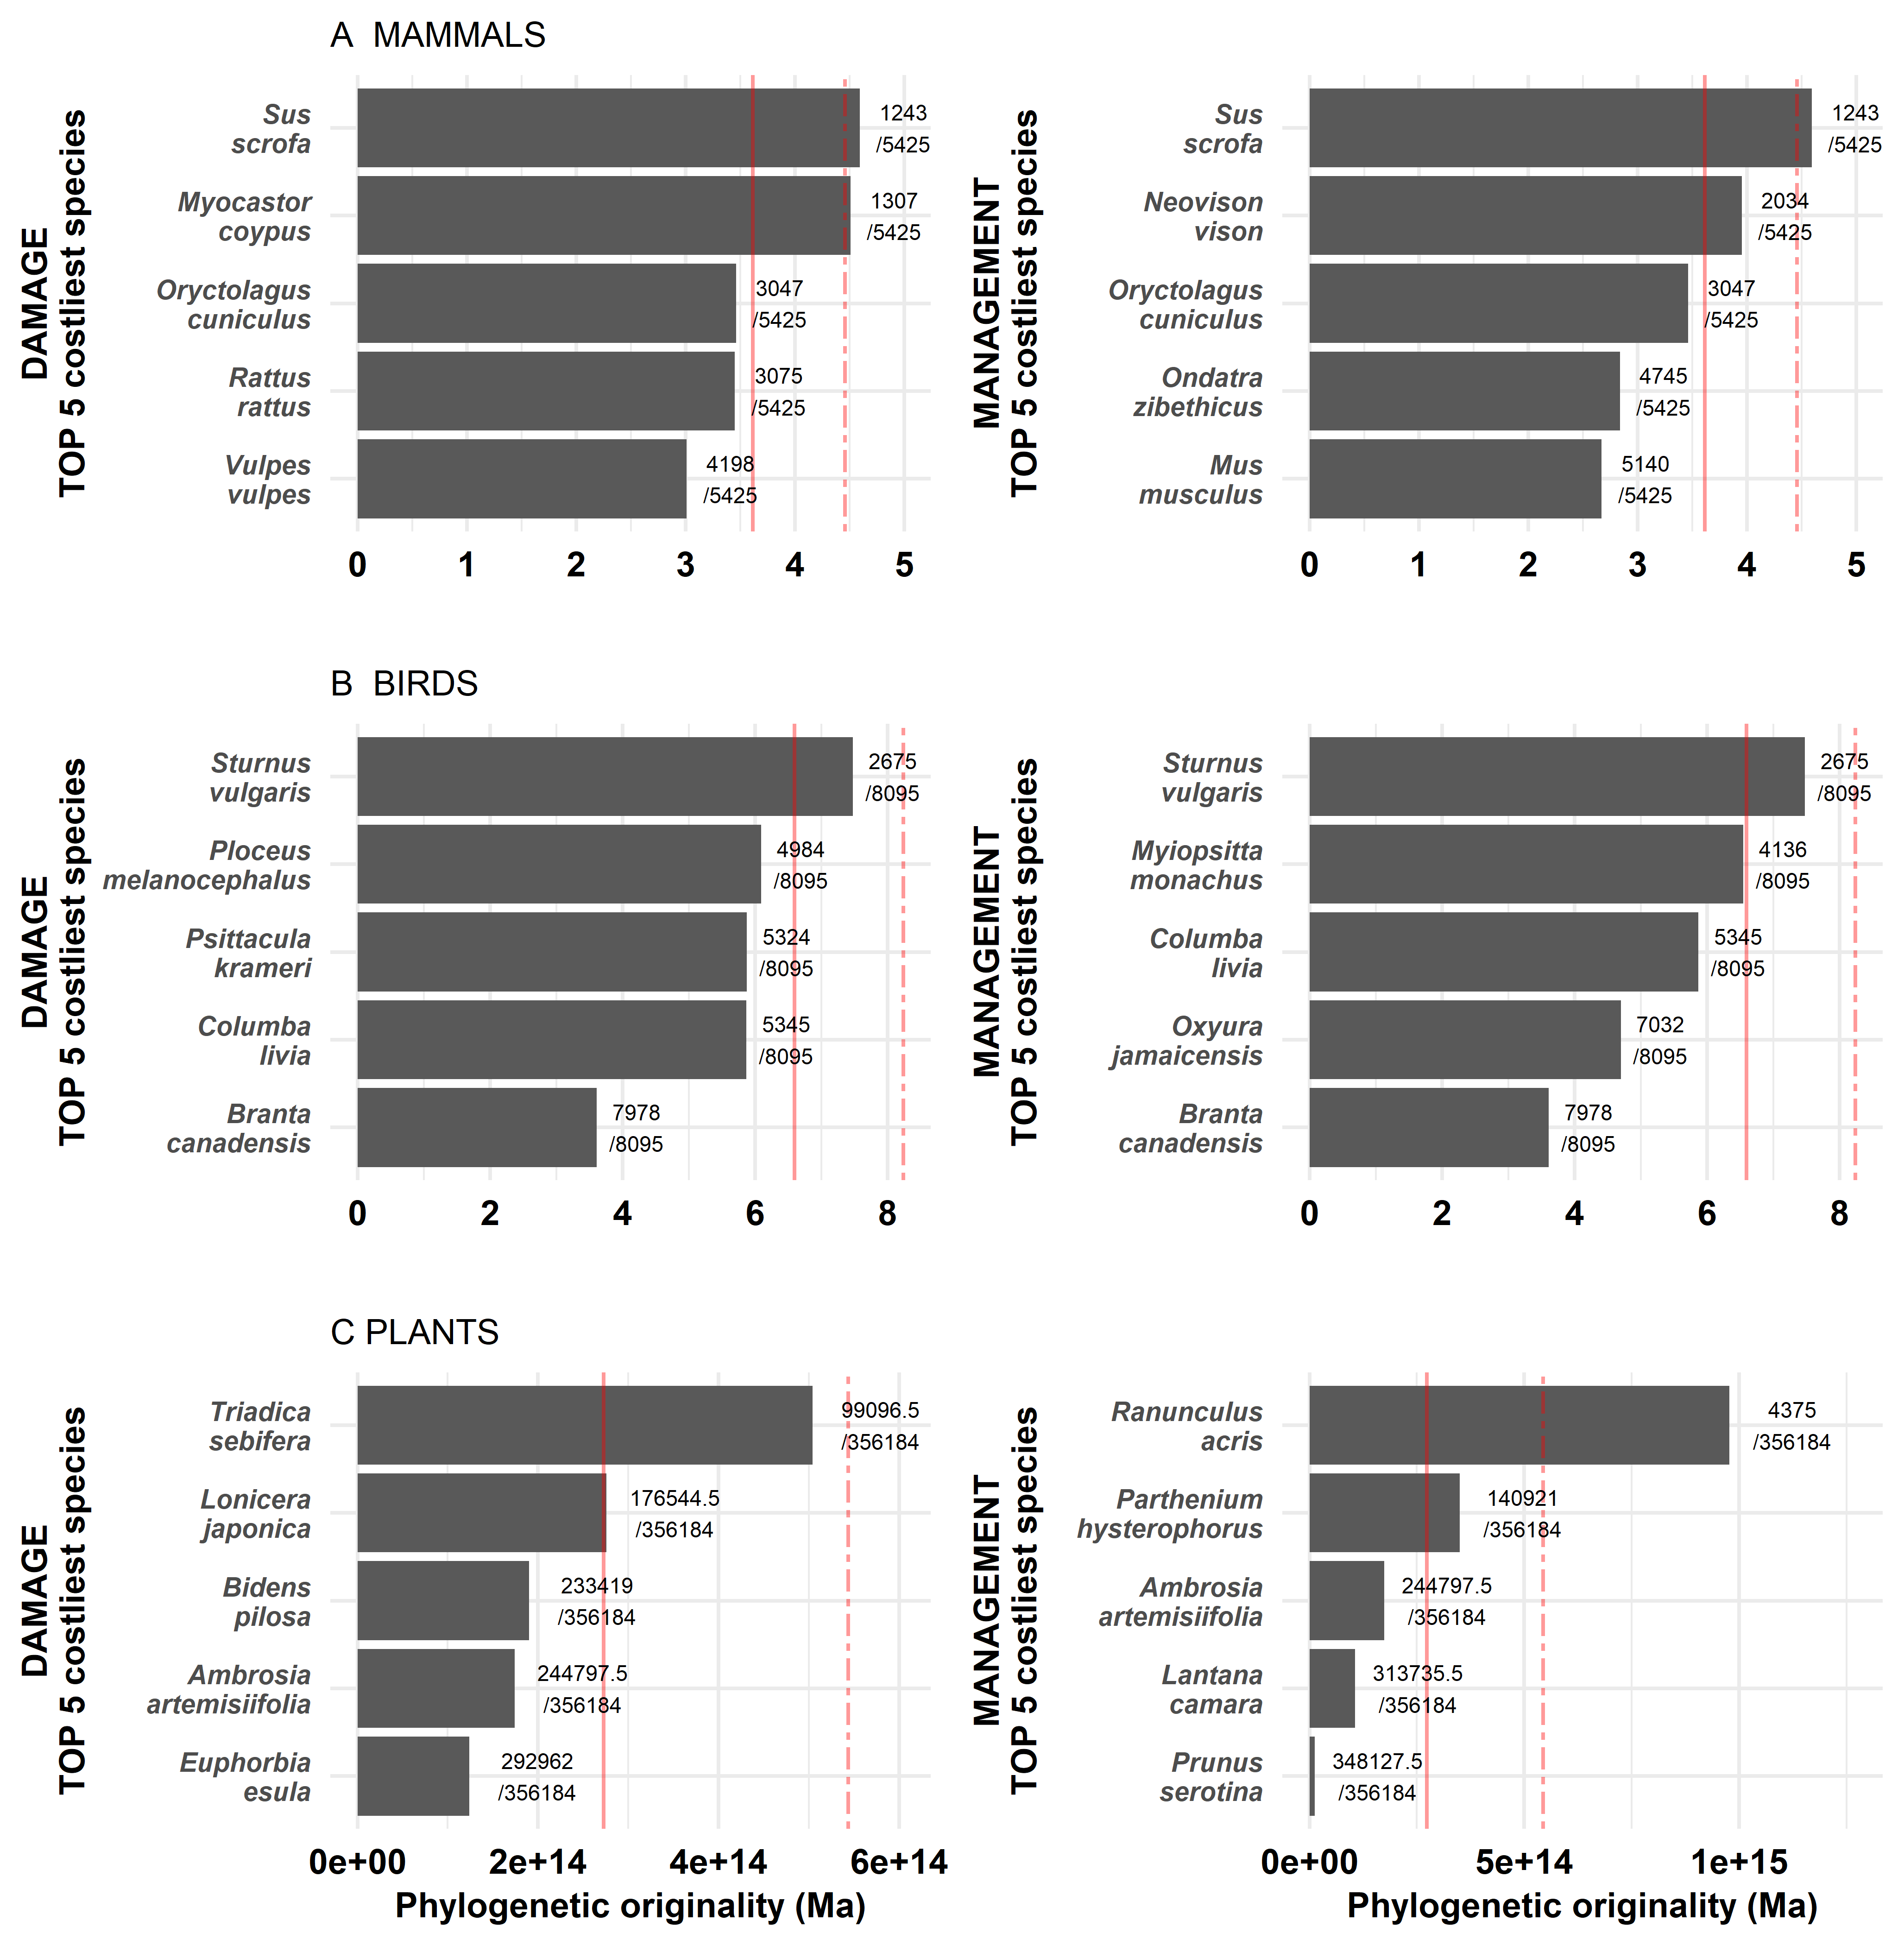 A MAMMALS
DAMAGE
TOP 5 costliest species
Sus
scrofa
1243
/5425
Myocastor
coypus
1307
/5425
Oryctolagus
cuniculus
3047
/5425
Rattus
rattus
3075
/5425
Vulpes
vulpes
4198
/5425
0 1 2 3 4 5
MANAGEMENT
TOP 5 costliest species
Sus
scrofa
1243
/5425
Neovison
vison
2034
/5425
Oryctolagus
cuniculus
3047
/5425
Ondatra
zibethicus
4745
/5425
Mus
musculus
5140
/5425
0 1 2 3 4 5
B BIRDS
DAMAGE
TOP 5 costliest species
Sturnus
vulgaris
2675
/8095
Ploceus
melanocephalus
4984
/8095
Psittacula
krameri
5324
/8095
Columba
livia
5345
/8095
Branta
canadensis
7978
/8095
0 2 4 6 8
MANAGEMENT
TOP 5 costliest species
Sturnus
vulgaris
2675
/8095
Myiopsitta
monachus
4136
/8095
Columba
livia
5345
/8095
Oxyura
jamaicensis
7032
/8095
Branta
canadensis
7978
/8095
0 2 4 6 8
C PLANTS
DAMAGE
TOP 5 costliest species
Triadica
sebifera
99096.5
/356184
Lonicera
japonica
176544.5
/356184
Bidens
pilosa
233419
/356184
Ambrosia
artemisiifolia
244797.5
/356184
Euphorbia
esula
292962
/356184
0e+00 2e+14 4e+14 6e+14
Phylogenetic originality (Ma)
MANAGEMENT
TOP 5 costliest species
Ranunculus
acris
4375
/356184
Parthenium
hysterophorus
140921
/356184
Ambrosia
artemisiifolia
244797.5
/356184
Lantana
camara
313735.5
/356184
Prunus
serotina
348127.5
/356184
0e+00 5e+14 1e+15
Phylogenetic originality (Ma)